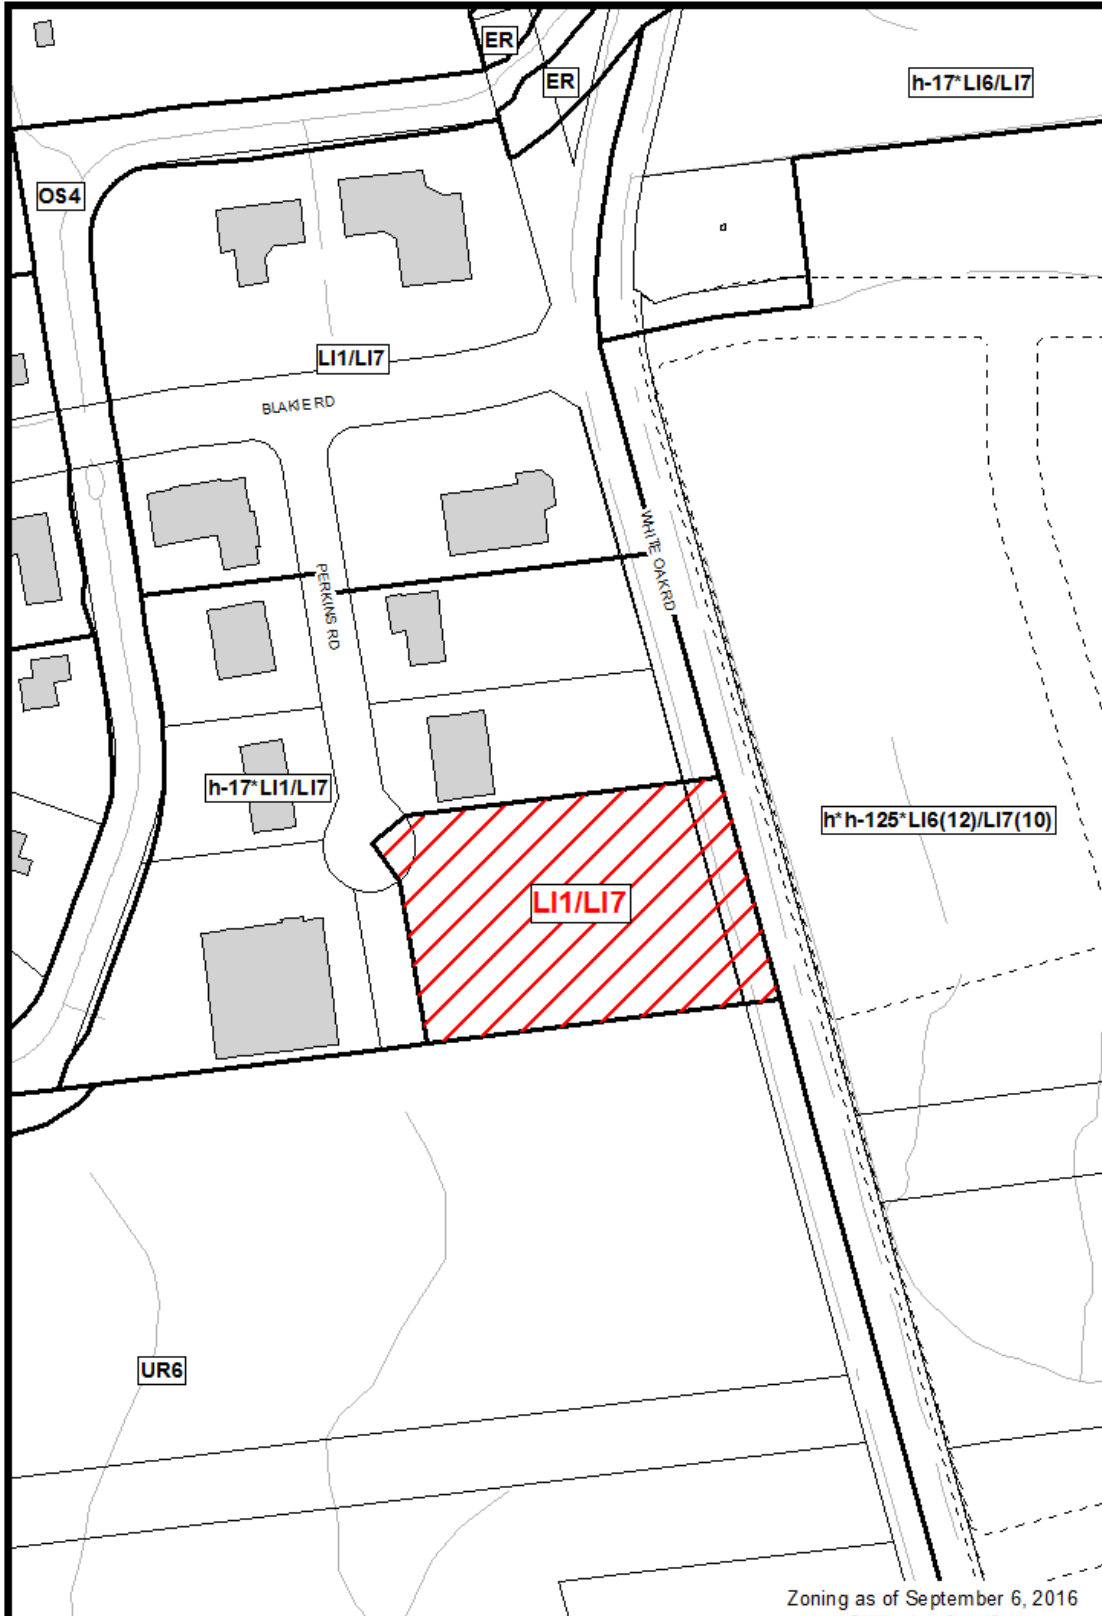 ER
ER
h-17*LI6/LI7
OS4
LI1/LI7
BLAKIE RD
WHITE OAK RD
PERKINS RD
h-17*LI1/LI7
h*h-125*LI6(12)/LI7(10)
LI1/LI7
UR6
Zoning as of September 6, 2016